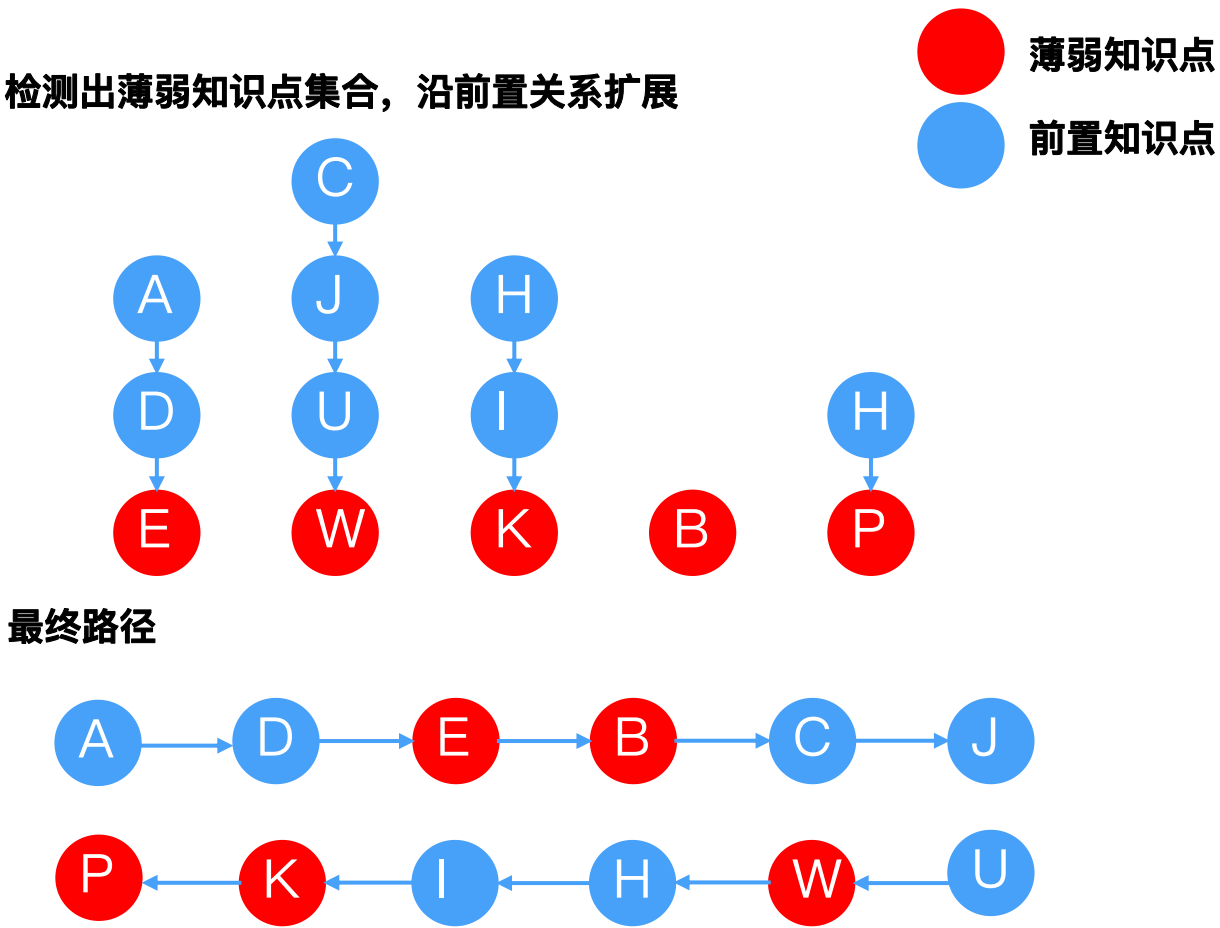 薄弱知识点
检测出薄弱知识点集合，沿前置关系扩展
前置知识点
C
A J H
D U I H
E W K B P
最终路径
A D E B C J
P K I H W U